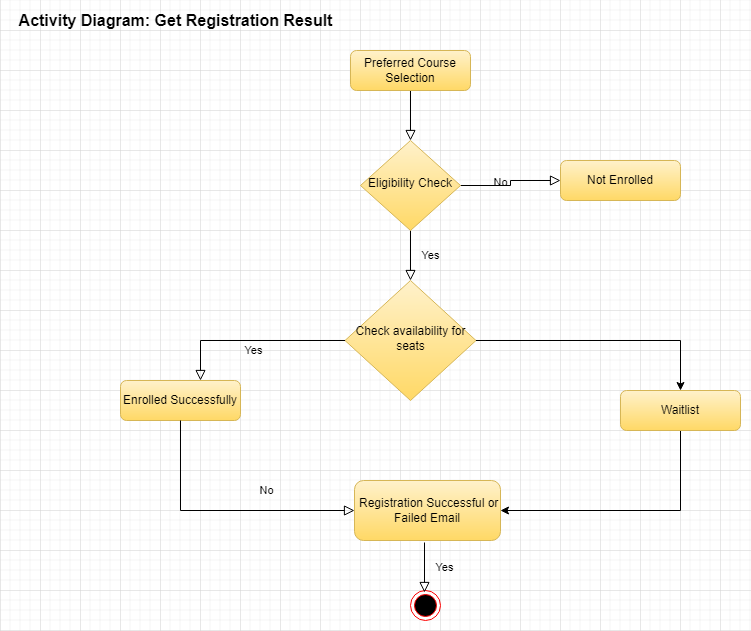 Activity Diagram: Get Registration Result
Preferred Course
Selection
Eligibility Check
No
Not Enrolled
Yes
Check availability for
seats
Yes
Enrolled Successfully
Waitlist
No
Registration Successful or
Failed Email
Yes